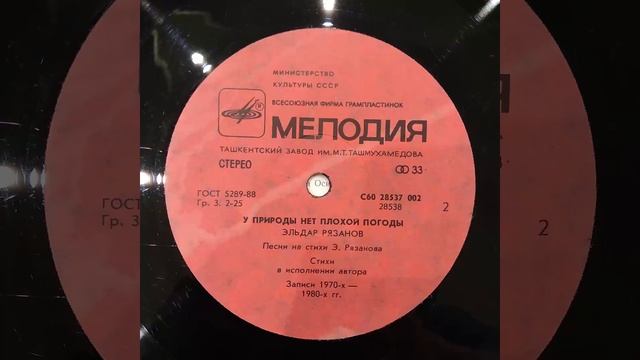 МИНИСТЕРСТВО
КУЛЬТУРЫ СССР
ВСЕСОЮЗНАЯ ФИРМА ГРАМПЛАСТИНОК
МЕЛОДИЯ
ТАШКЕНТСКИЙ ЗАВОД ИМ. М.Т. ТАШМУХАМЕДОВА
СТЕРЕО
33
ГОСТ 5289-88
Гр. 3. 2-25
Оси
С60 28537 002
28538
2
У ПРИРОДЫ НЕТ ПЛОХОЙ ПОГОДЫ
ЭЛЬДАР РЯЗАНОВ
Песни на стихи Э. Рязанова
Стихи
в исполнении автора
Записи 1970-х —
1980-х гг.
ГОСТ
Гр. 3.
2
ИЯ